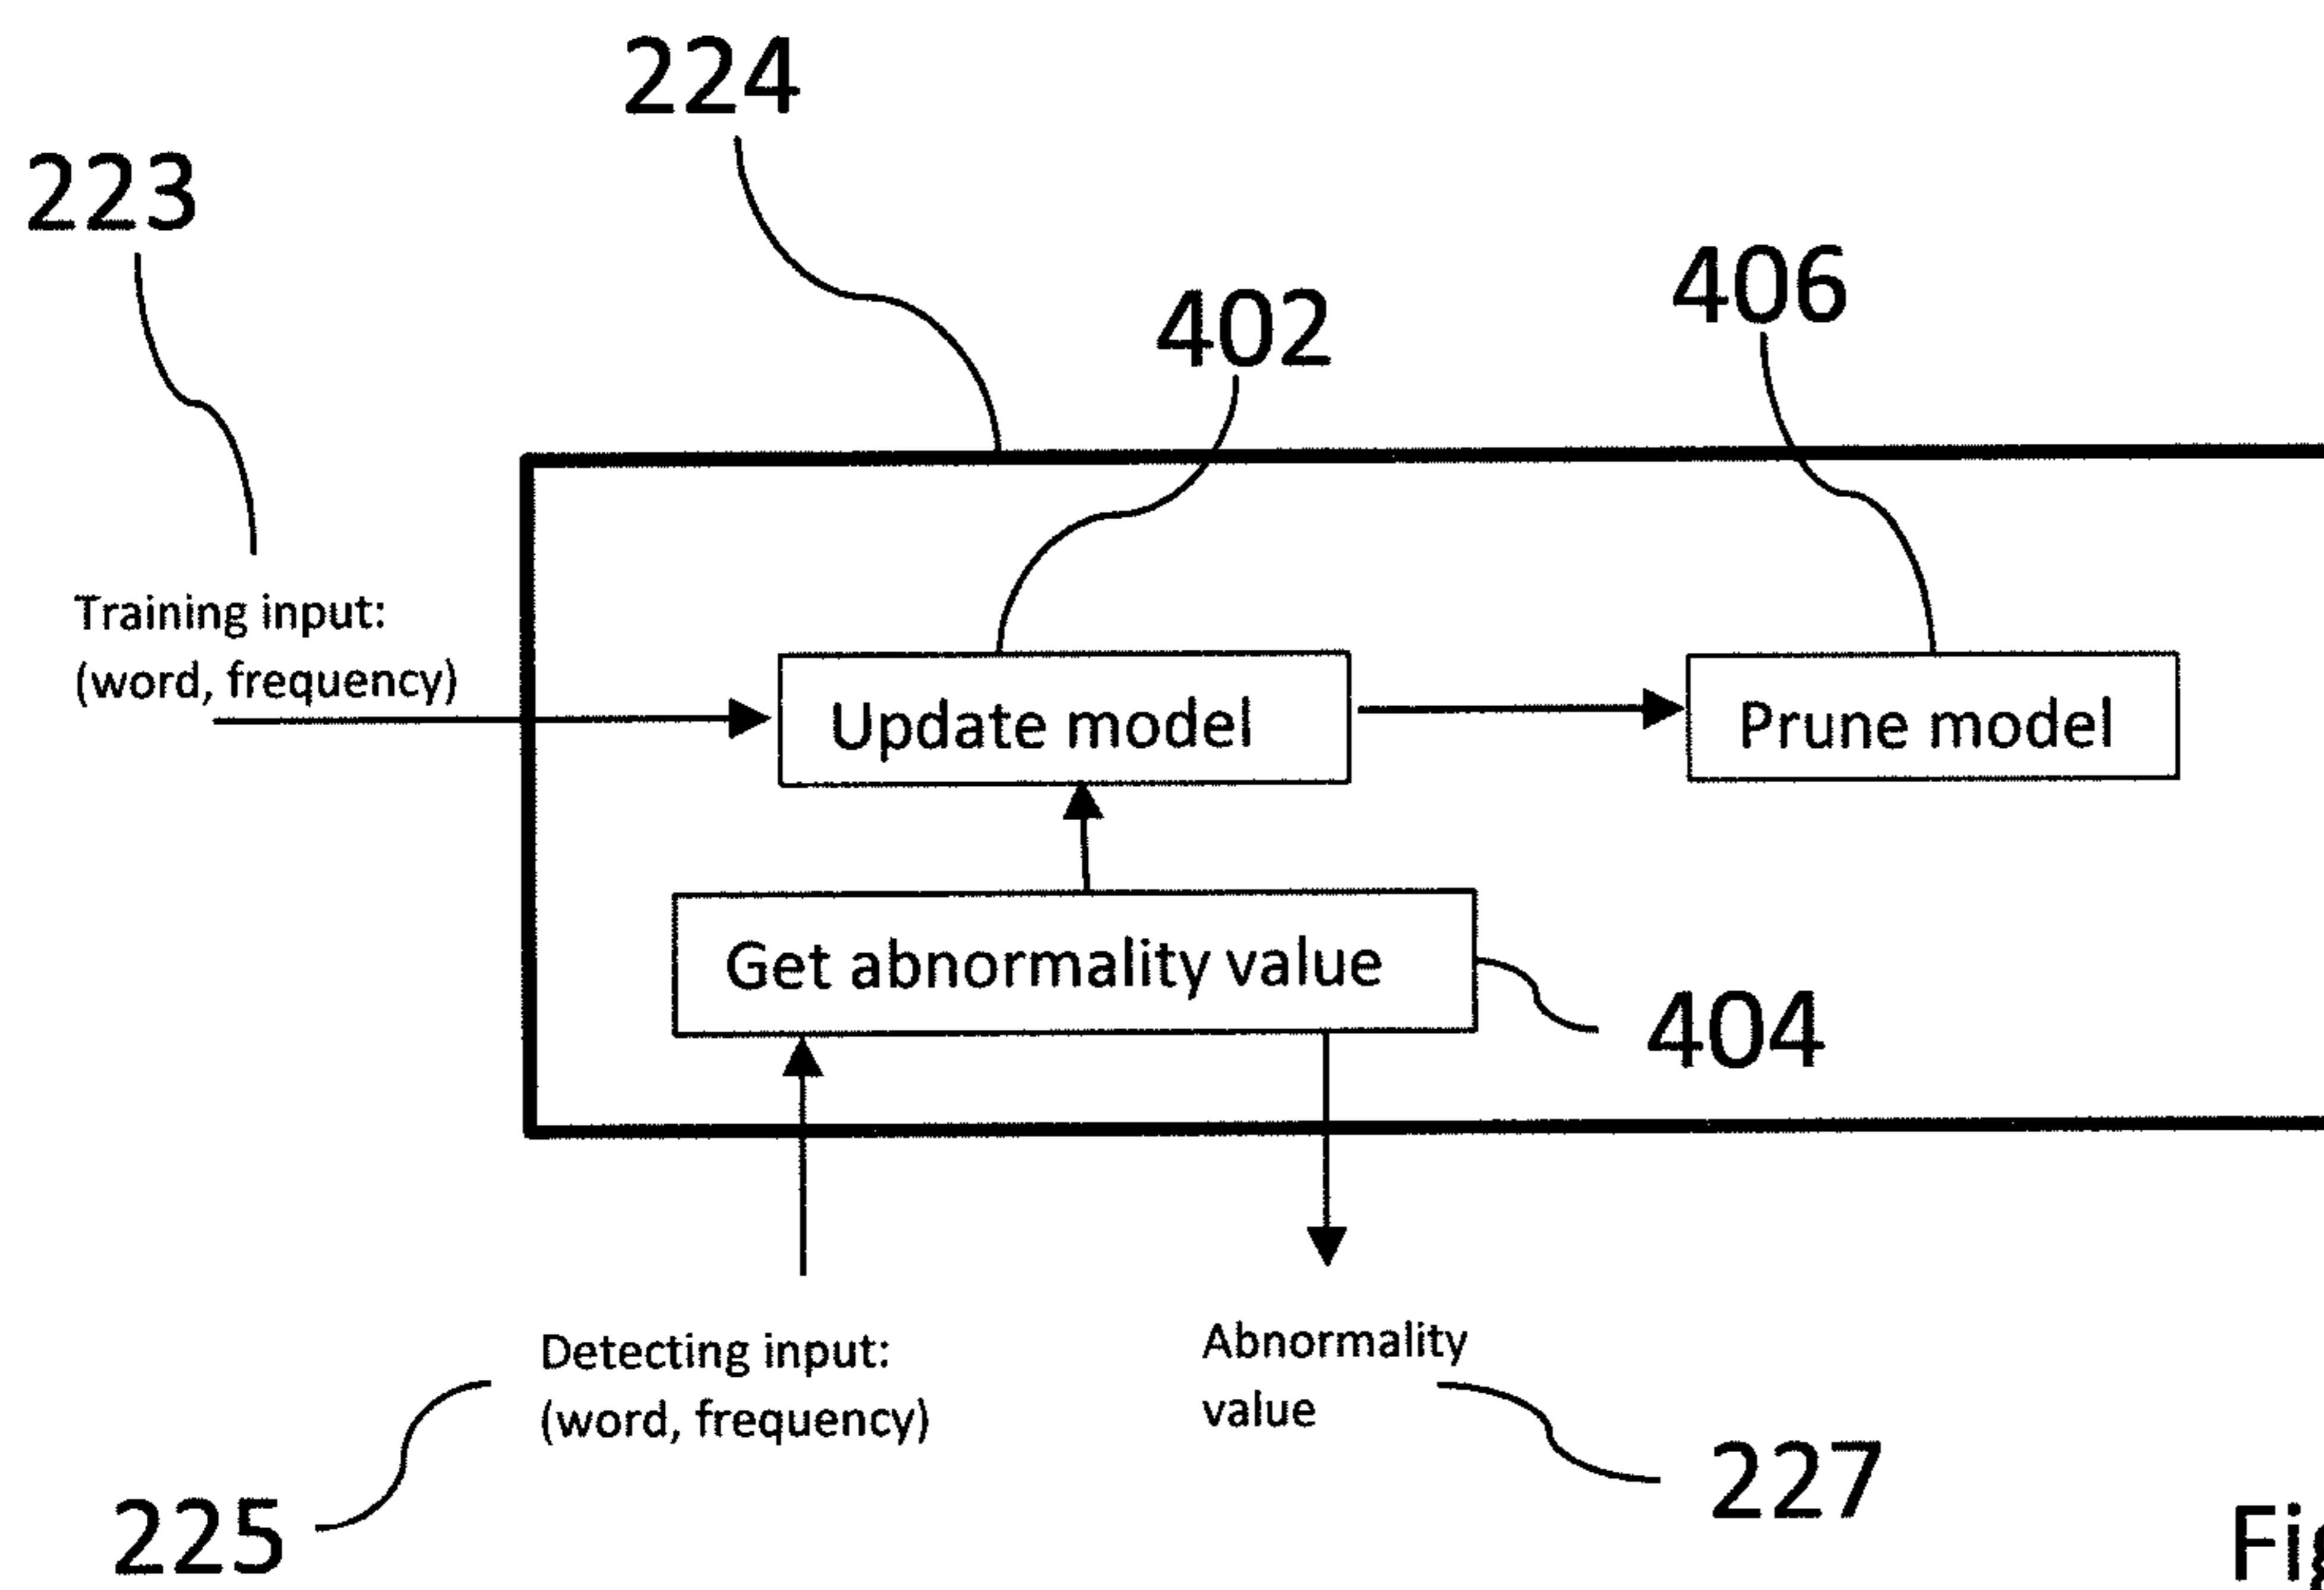 224
223
402
406
Training input:
(word, frequency)
Update model
Prune model
Get abnormality value
404
Detecting input:
(word, frequency)
Abnormality
value
227
225